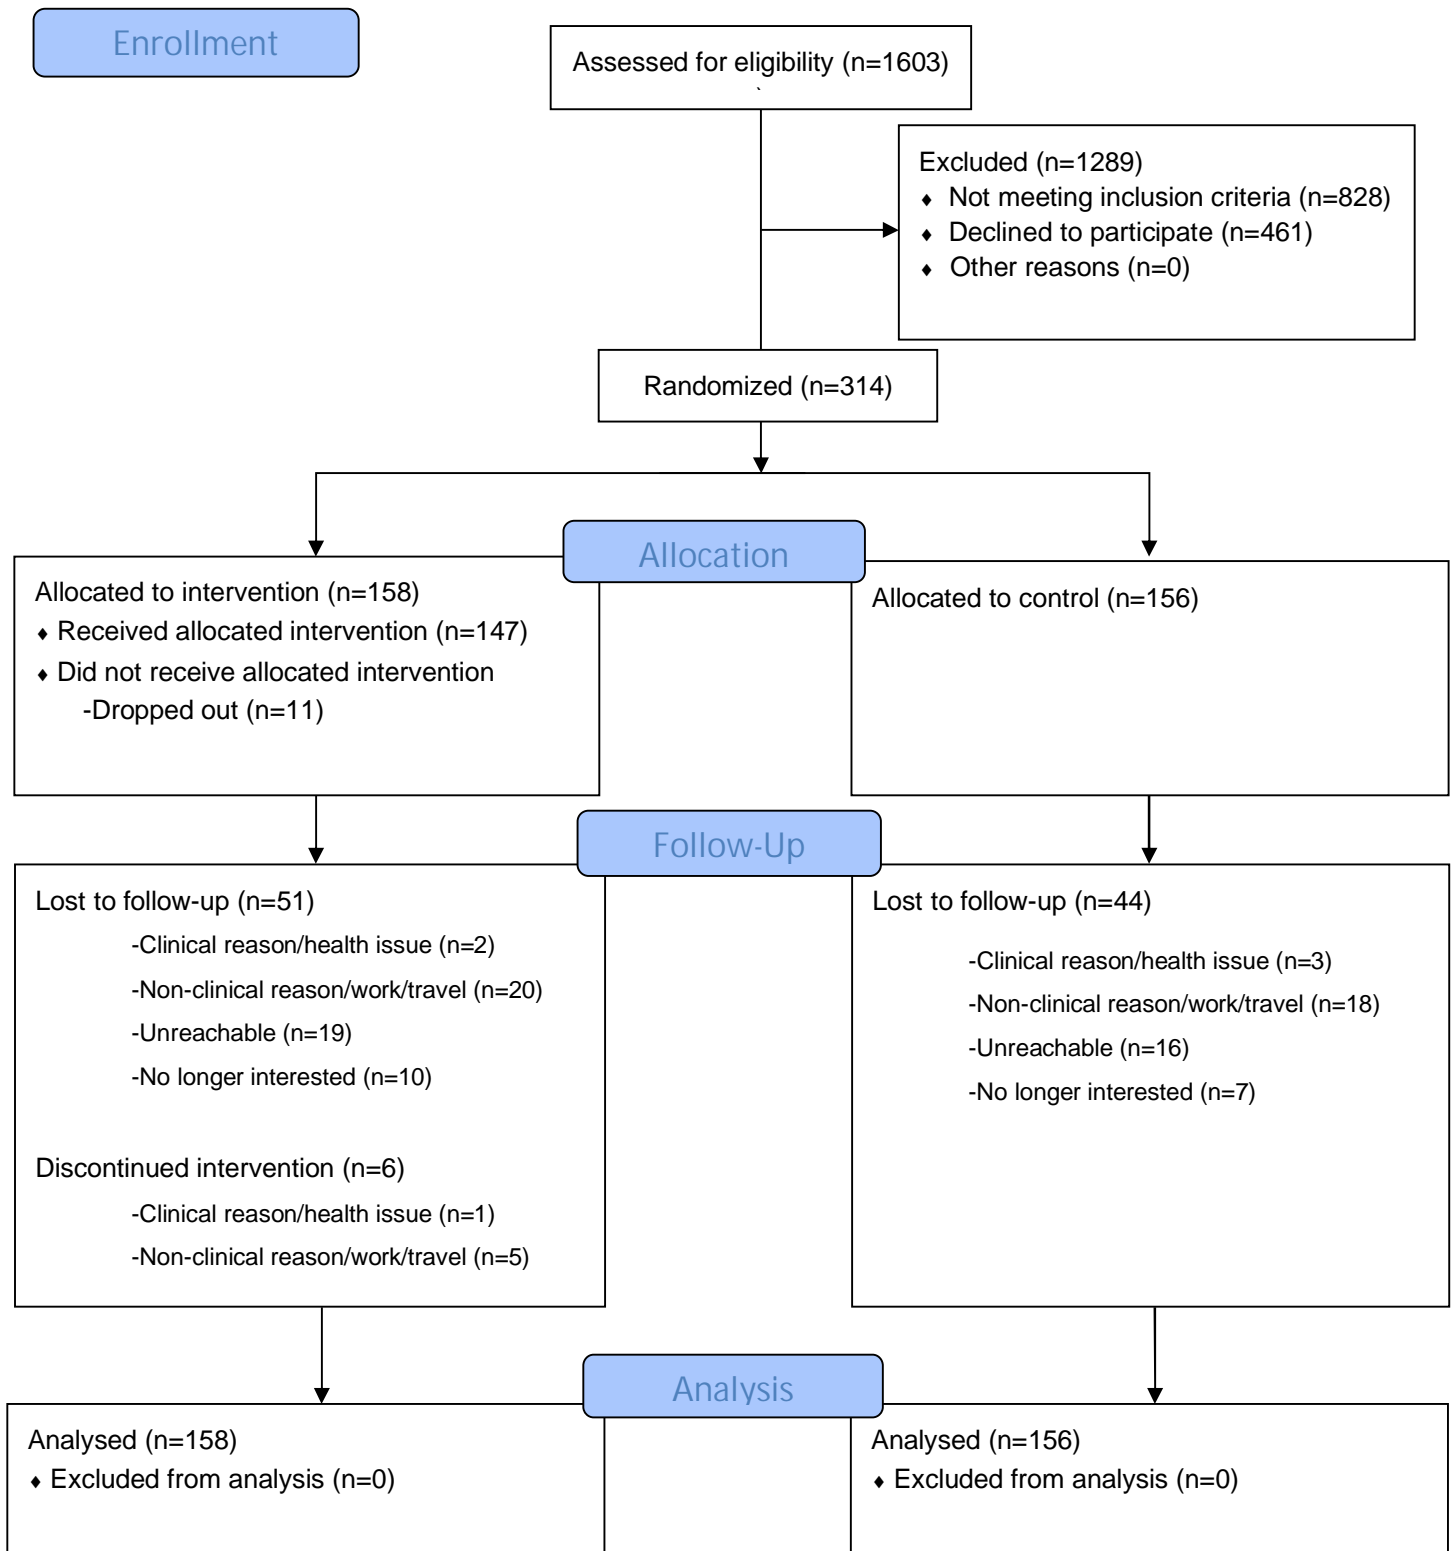 Enrollment
Assessed for eligibility (n=1603)
Excluded (n=1289)
♦ Not meeting inclusion criteria (n=828)
♦ Declined to participate (n=461)
♦ Other reasons (n=0)
Randomized (n=314)
Allocation
Allocated to intervention (n=158)
♦ Received allocated intervention (n=147)
♦ Did not receive allocated intervention
-Dropped out (n=11)
Allocated to control (n=156)
Follow-Up
Lost to follow-up (n=51)
-Clinical reason/health issue (n=2)
-Non-clinical reason/work/travel (n=20)
-Unreachable (n=19)
-No longer interested (n=10)
Discontinued intervention (n=6)
-Clinical reason/health issue (n=1)
-Non-clinical reason/work/travel (n=5)
Lost to follow-up (n=44)
-Clinical reason/health issue (n=3)
-Non-clinical reason/work/travel (n=18)
-Unreachable (n=16)
-No longer interested (n=7)
Analysis
Analysed (n=158)
♦ Excluded from analysis (n=0)
Analysed (n=156)
♦ Excluded from analysis (n=0)